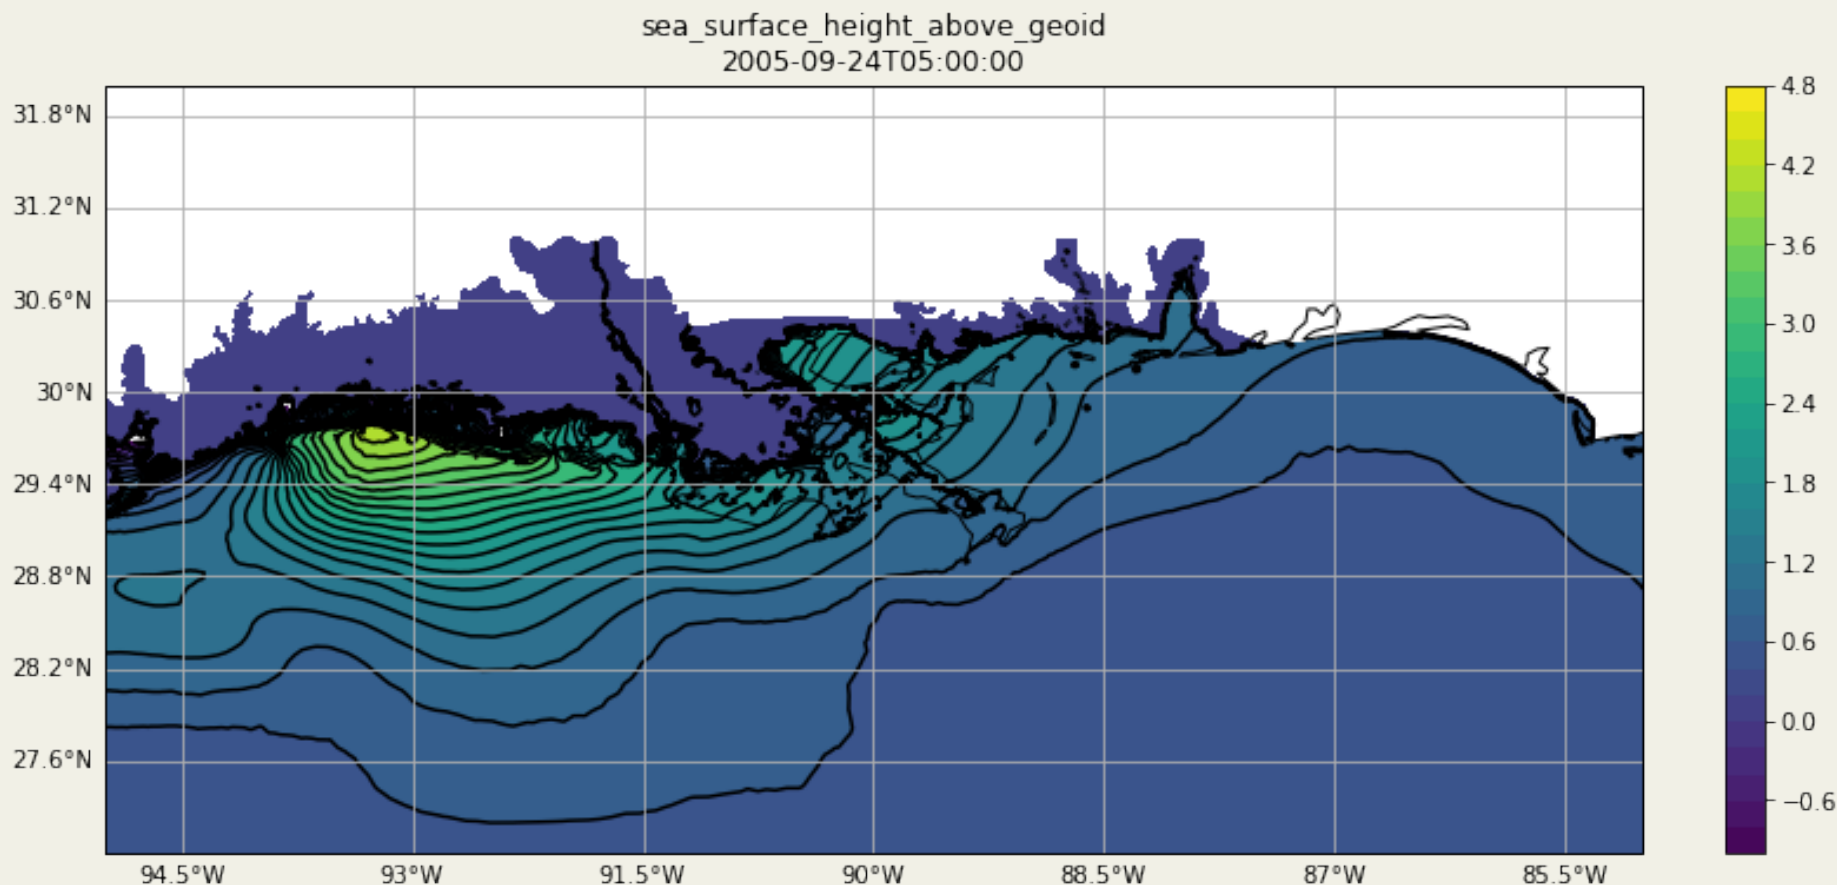 sea_surface_height_above_geoid
2005-09-24T05:00:00
31.8°N
31.2°N
30.6°N
30°N
29.4°N
28.8°N
28.2°N
27.6°N
94.5°W
93°W
91.5°W
90°W
88.5°W
87°W
85.5°W
4.8
4.2
3.6
3.0
2.4
1.8
1.2
0.6
0.0
−0.6